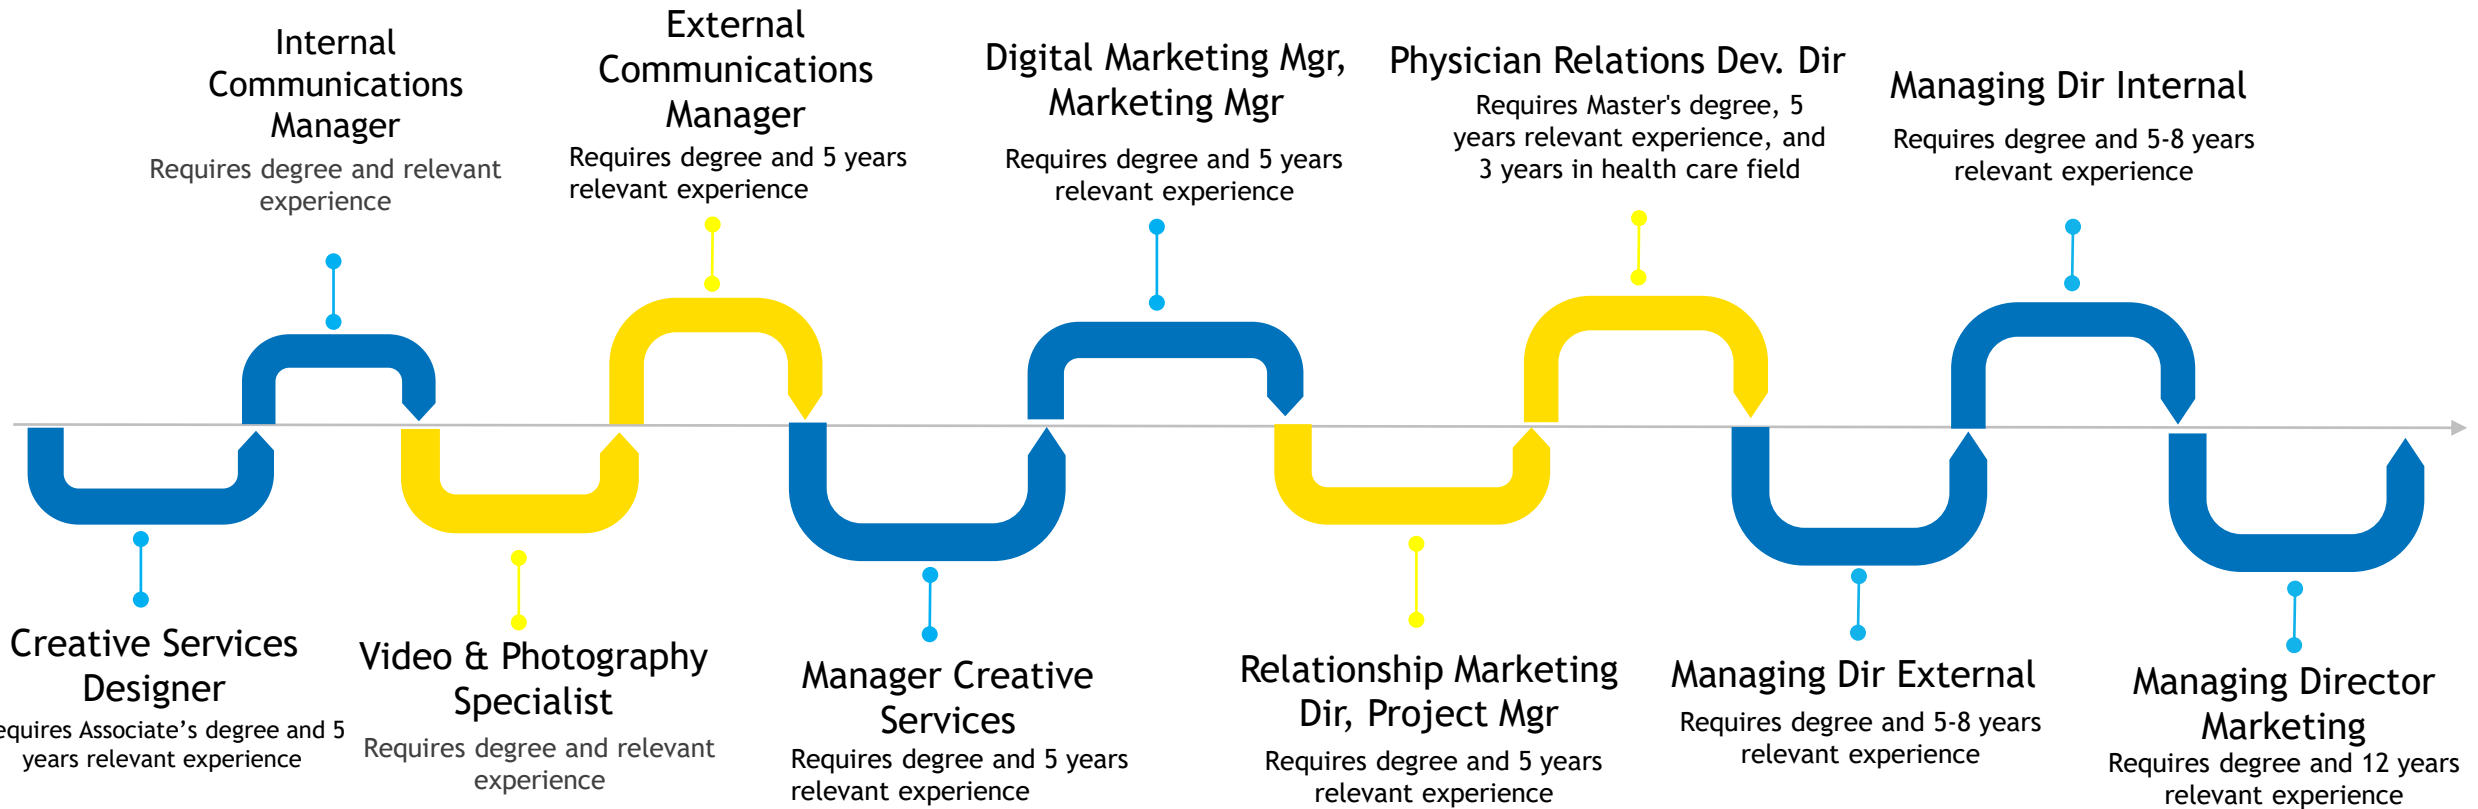 Internal
Communications
Manager
Requires degree and relevant
experience
External
Communications
Manager
Requires degree and 5 years
relevant experience
Digital Marketing Mgr,
Marketing Mgr
Requires degree and 5 years
relevant experience
Physician Relations Dev. Dir
Requires Master's degree, 5
years relevant experience, and
3 years in health care field
Managing Dir Internal
Requires degree and 5-8 years
relevant experience
Creative Services
Designer
equires Associate’s degree and 5
years relevant experience
Video & Photography
Specialist
Requires degree and relevant
experience
Manager Creative
Services
Requires degree and 5 years
relevant experience
Relationship Marketing
Dir, Project Mgr
Requires degree and 5 years
relevant experience
Managing Dir External
Requires degree and 5-8 years
relevant experience
Managing Director
Marketing
Requires degree and 12 years
relevant experience